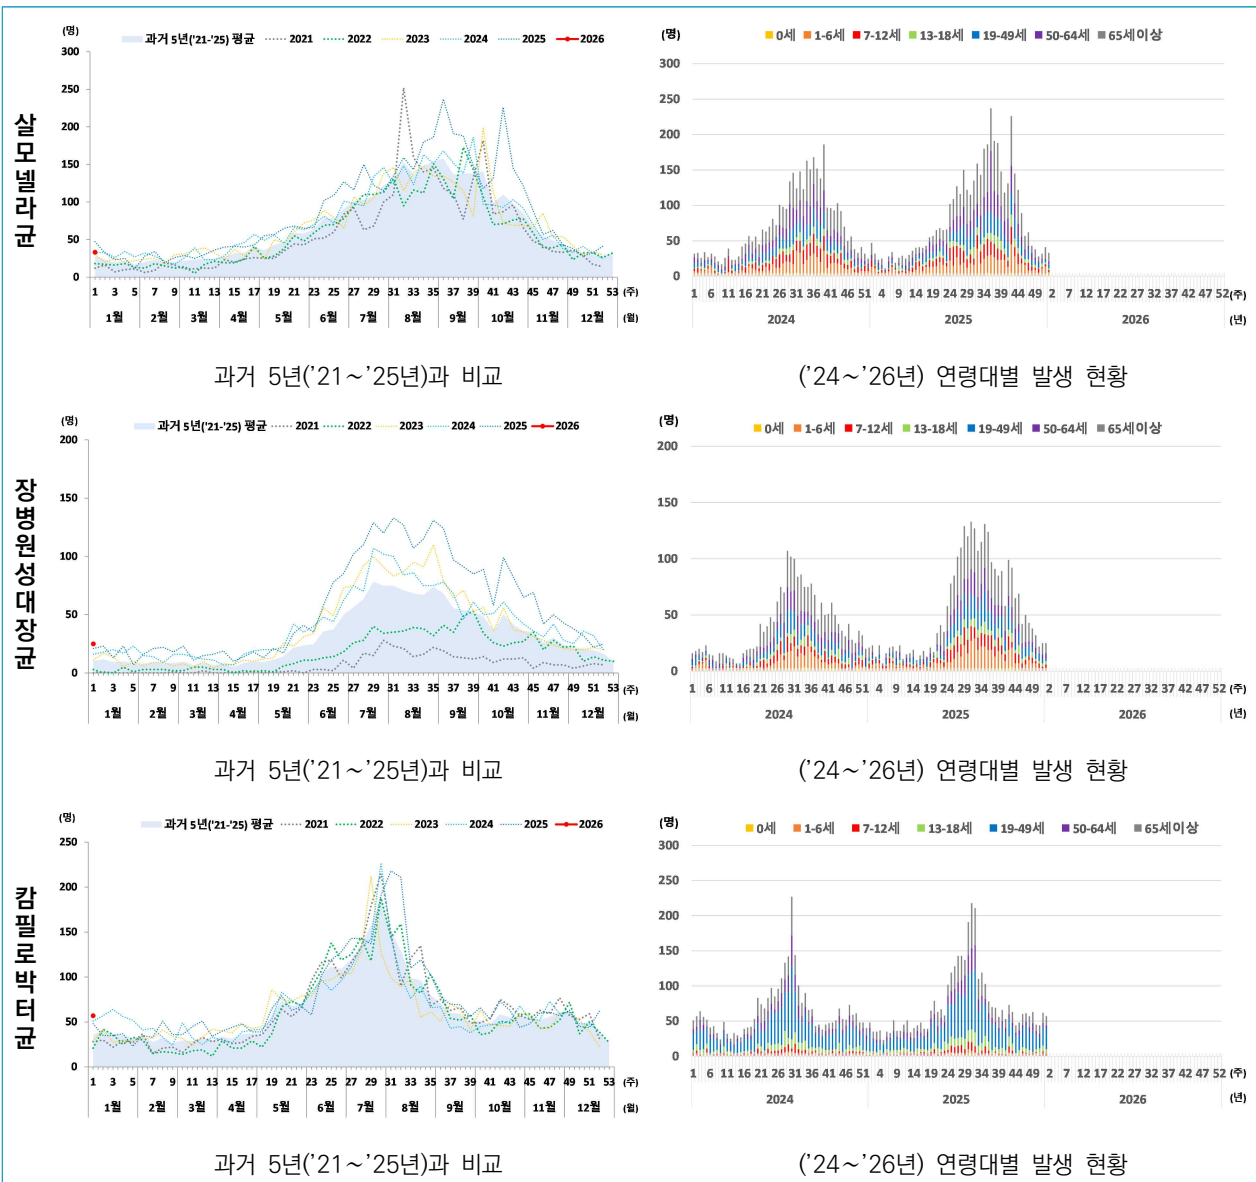 살모넬라균
(명)
과거 5년('21-'25) 평균 2021 2022 2023 2024 2025 2026
300
250
200
150
100
50
0
1 3 5 7 9 11 13 15 17 19 21 23 25 27 29 31 33 35 37 39 41 43 45 47 49 51 53 (주)
1월 2월 3월 4월 5월 6월 7월 8월 9월 10월 11월 12월 (월)
과거 5년('21~'25년)과 비교
(명)
0세 1-6세 7-12세 13-18세 19-49세 50-64세 65세이상
300
250
200
150
100
50
0
1 6 11 16 21 26 31 36 41 46 51 4 9 14 19 24 29 34 39 44 49 2 7 12 17 22 27 32 37 42 47 52 (주)
2024 2025 2026 (년)
('24~'26년) 연령대별 발생 현황
장병원성대장균
(명)
과거 5년('21-'25) 평균 2021 2022 2023 2024 2025 2026
200
150
100
50
0
1 3 5 7 9 11 13 15 17 19 21 23 25 27 29 31 33 35 37 39 41 43 45 47 49 51 53 (주)
1월 2월 3월 4월 5월 6월 7월 8월 9월 10월 11월 12월 (월)
과거 5년('21~'25년)과 비교
(명)
0세 1-6세 7-12세 13-18세 19-49세 50-64세 65세이상
200
150
100
50
0
1 6 11 16 21 26 31 36 41 46 51 4 9 14 19 24 29 34 39 44 49 2 7 12 17 22 27 32 37 42 47 52 (주)
2024 2025 2026 (년)
('24~'26년) 연령대별 발생 현황
캄필로박터균
(명)
과거 5년('21-'25) 평균 2021 2022 2023 2024 2025 2026
250
200
150
100
50
0
1 3 5 7 9 11 13 15 17 19 21 23 25 27 29 31 33 35 37 39 41 43 45 47 49 51 53 (주)
1월 2월 3월 4월 5월 6월 7월 8월 9월 10월 11월 12월 (월)
과거 5년('21~'25년)과 비교
(명)
0세 1-6세 7-12세 13-18세 19-49세 50-64세 65세이상
300
250
200
150
100
50
0
1 6 11 16 21 26 31 36 41 46 51 4 9 14 19 24 29 34 39 44 49 2 7 12 17 22 27 32 37 42 47 52 (주)
2024 2025 2026 (년)
('24~'26년) 연령대별 발생 현황